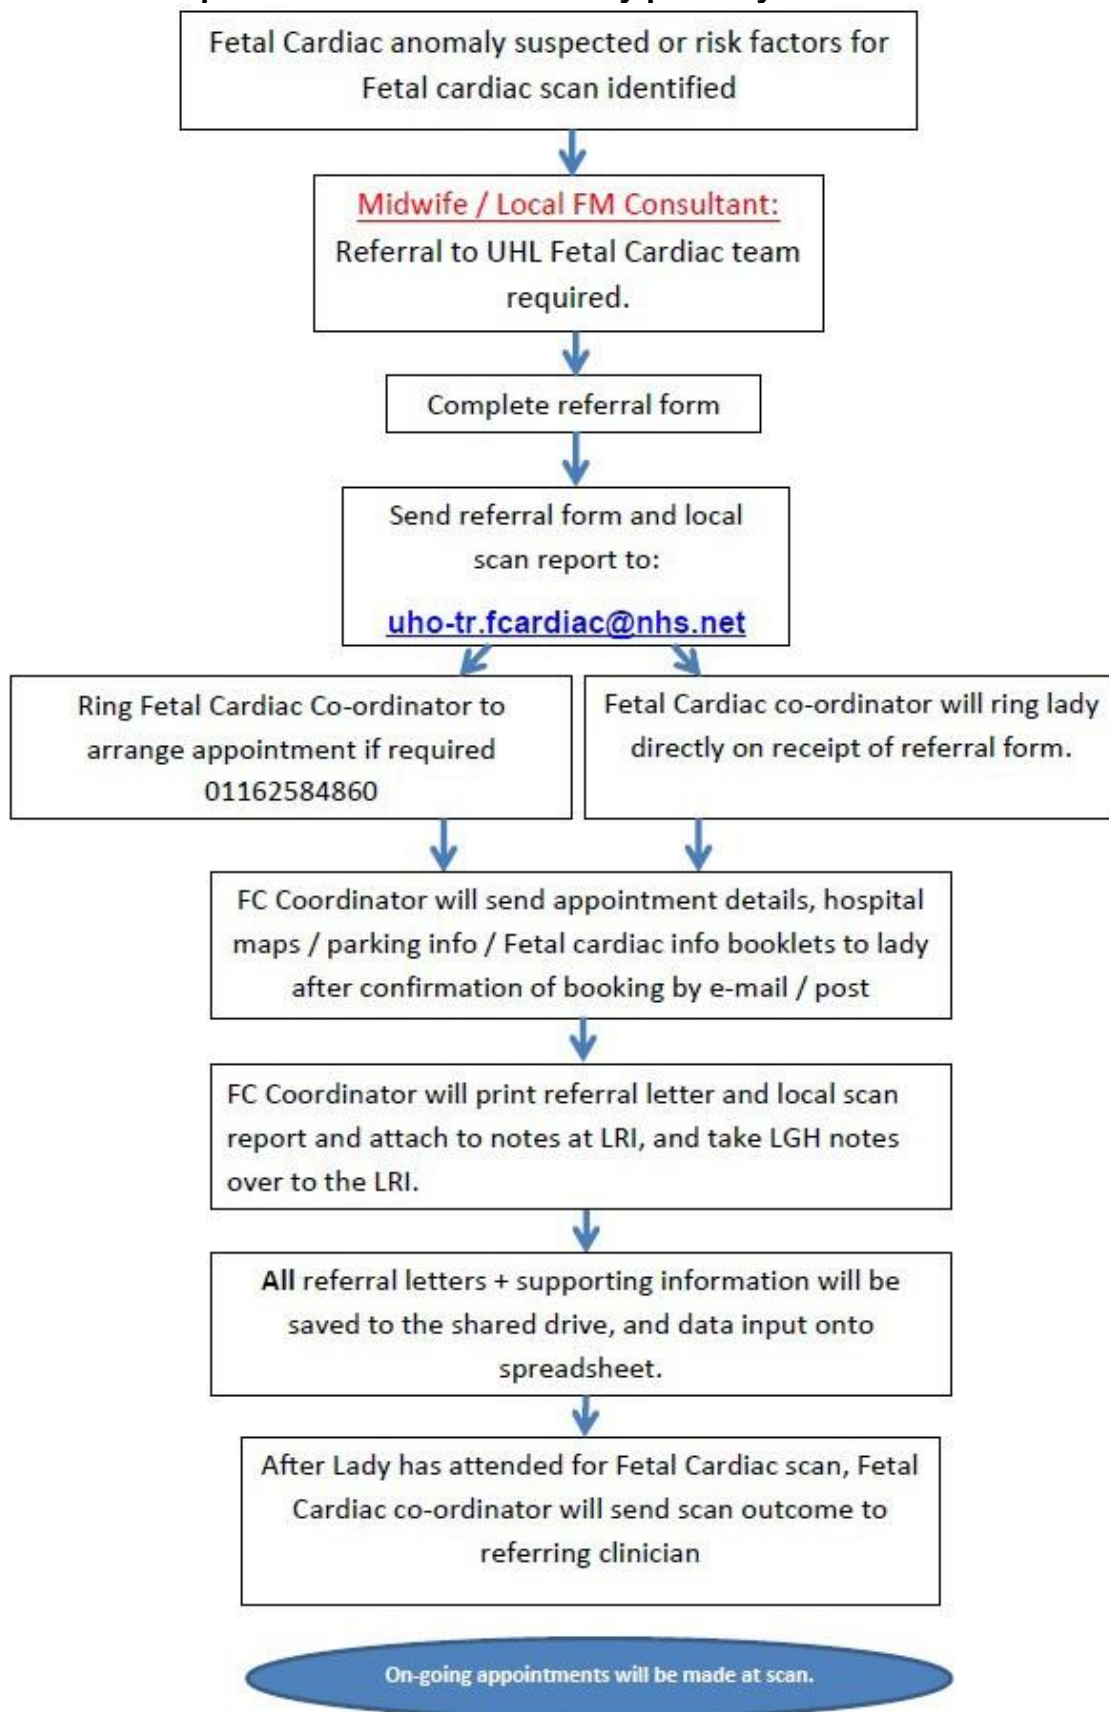 Fetal Cardiac anomaly suspected or risk factors for
Fetal cardiac scan identified
Midwife / Local FM Consultant:
Referral to UHL Fetal Cardiac team
required.
Complete referral form
Send referral form and local
scan report to:
uho-tr.fcardiac@nhs.net
Ring Fetal Cardiac Co-ordinator to
arrange appointment if required
01162584860
Fetal Cardiac co-ordinator will ring lady
directly on receipt of referral form.
FC Coordinator will send appointment details, hospital
maps / parking info / Fetal cardiac info booklets to lady
after confirmation of booking by e-mail / post
FC Coordinator will print referral letter and local scan
report and attach to notes at LRI, and take LGH notes
over to the LRI.
All referral letters + supporting information will be
saved to the shared drive, and data input onto
spreadsheet.
After Lady has attended for Fetal Cardiac scan, Fetal
Cardiac co-ordinator will send scan outcome to
referring clinician
On-going appointments will be made at scan.